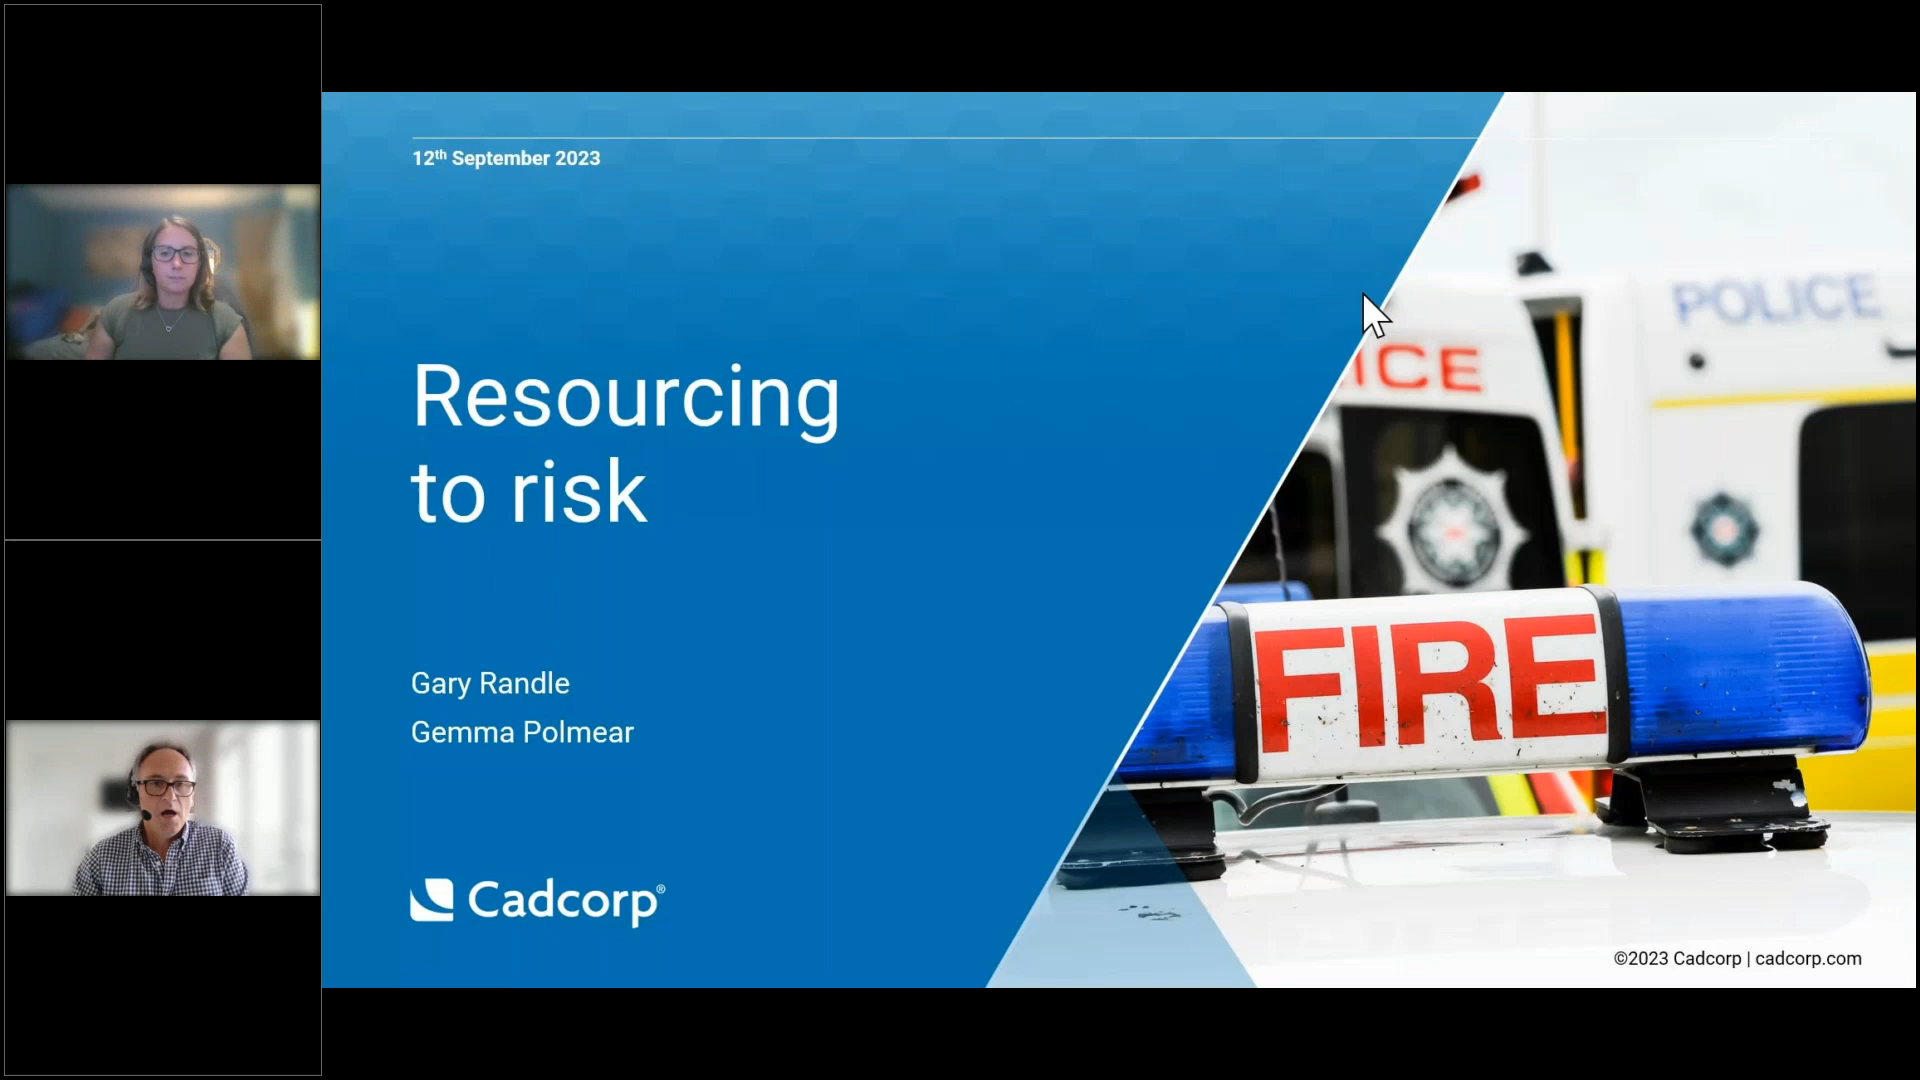 12th September 2023
Resourcing
to risk
Gary Randle
Gemma Polmear
Cadcorp®
POLICE
ICE
FIRE
©2023 Cadcorp | cadcorp.com